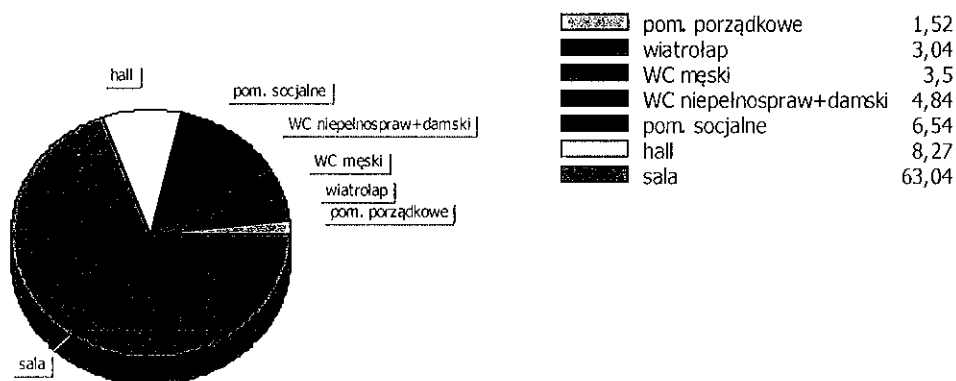 hall
pom. socjalne
WC niepełnospraw+damski
WC męski
wiatrołap
pom. porządkowe
sala
pom. porządkowe 1,52
wiatrołap 3,04
WC męski 3,5
WC niepełnospraw+damski 4,84
pom. socjalne 6,54
hall 8,27
sala 63,04